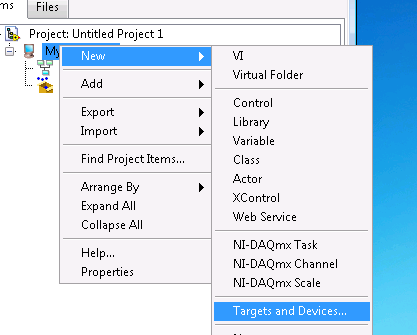 ms
Files
Project: Untitled Project 1
My
New
Add
Export
Import
Find Project Items...
Arrange By
Expand All
Collapse All
Help...
Properties
VI
Virtual Folder
Control
Library
Variable
Class
Actor
XControl
Web Service
NI-DAQmx Task
NI-DAQmx Channel
NI-DAQmx Scale
Targets and Devices...